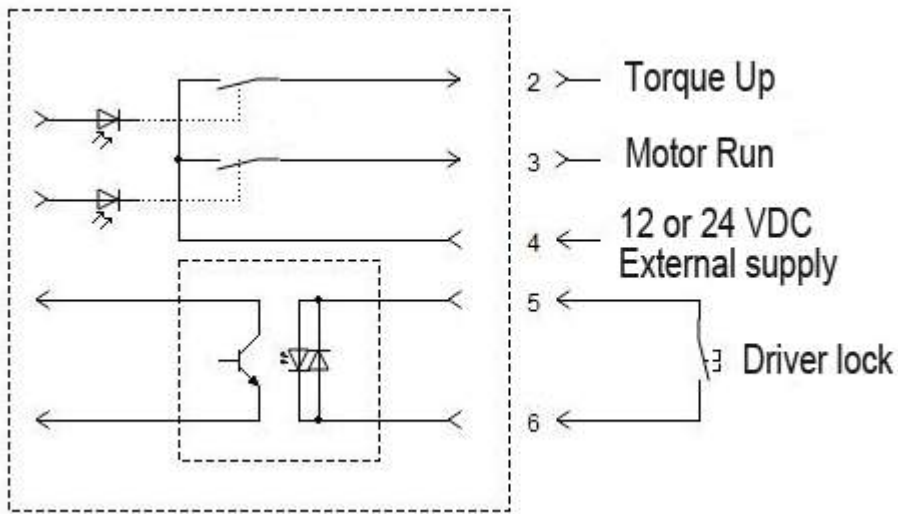 2 Torque Up
3 Motor Run
4 12 or 24 VDC
External supply
5
Driver lock
6